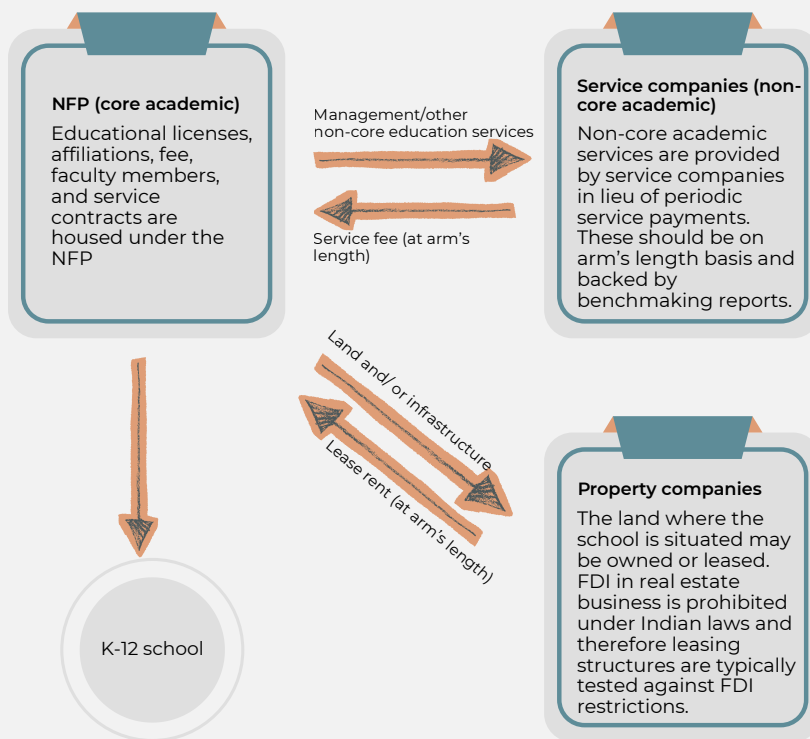 NFP (core academic)
Educational licenses,
affiliations, fee,
faculty members,
and service
contracts are
housed under the
NFP
Management/other
non-core education services
Service fee (at arm's
length)
Service companies (non-
core academic)
Non-core academic
services are provided
by service companies
in lieu of periodic
service payments.
These should be on
arm's length basis and
backed by
benchmaking reports.
Land and/ or infrastructure
Lease rent (at arm's length)
Property companies
The land where the
school is situated may
be owned or leased.
FDI in real estate
business is prohibited
under Indian laws and
therefore leasing
structures are typically
tested against FDI
restrictions.
K-12 school